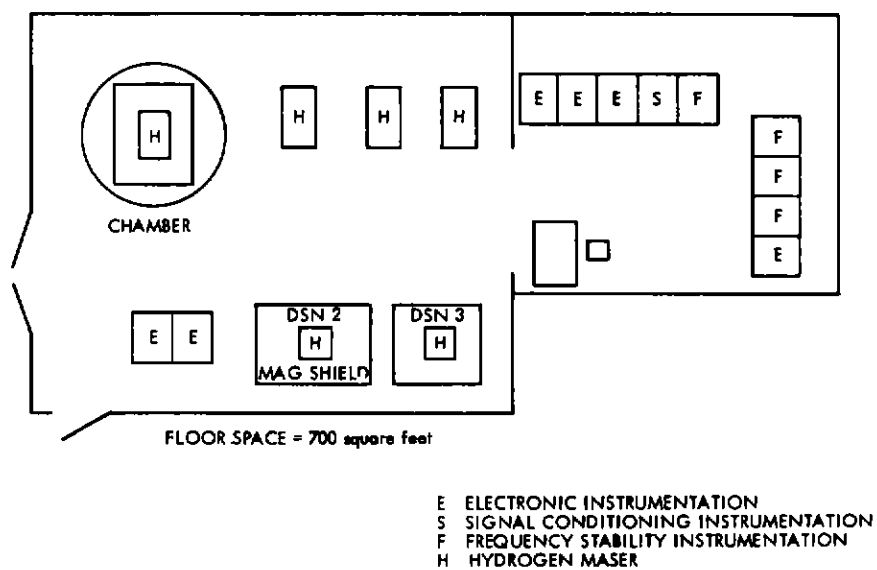 E E E S F
H H H
H
F
F
F
E
CHAMBER
DSN 2 DSN 3
E E H H
MAG SHIELD
FLOOR SPACE = 700 square feet
E ELECTRONIC INSTRUMENTATION
S SIGNAL CONDITIONING INSTRUMENTATION
F FREQUENCY STABILITY INSTRUMENTATION
H HYDROGEN MASER